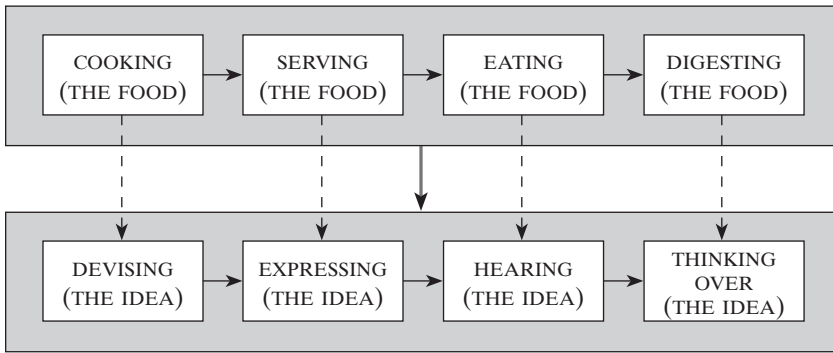 COOKING
(THE FOOD)
SERVING
(THE FOOD)
EATING
(THE FOOD)
DIGESTING
(THE FOOD)
DEVISING
(THE IDEA)
EXPRESSING
(THE IDEA)
HEARING
(THE IDEA)
THINKING
OVER
(THE IDEA)